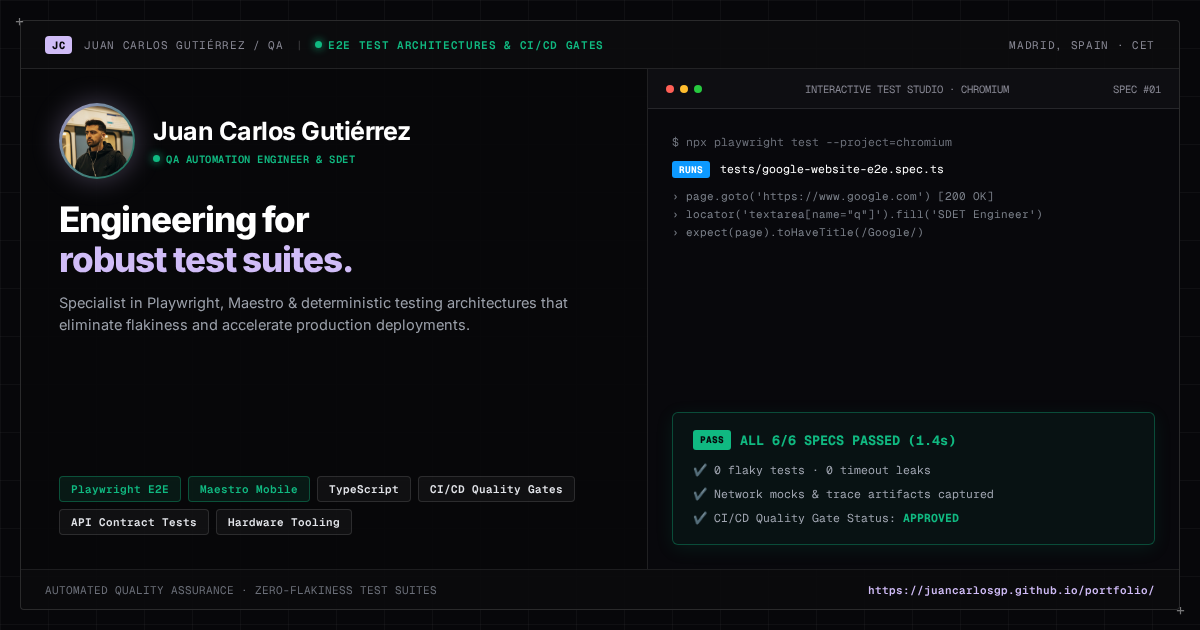 JC JUAN CARLOS GUTIÉRREZ / QA | E2E TEST ARCHITECTURES & CI/CD GATES
MADRID, SPAIN · CET
Juan Carlos Gutiérrez
QA AUTOMATION ENGINEER & SDET
Engineering for
robust test suites.
Specialist in Playwright, Maestro & deterministic testing architectures that
eliminate flakiness and accelerate production deployments.
Playwright E2E
Maestro Mobile
TypeScript
CI/CD Quality Gates
API Contract Tests
Hardware Tooling
INTERACTIVE TEST STUDIO · CHROMIUM
SPEC #01
$ npx playwright test --project=chromium
RUNS tests/google-website-e2e.spec.ts
› page.goto('https://www.google.com') [200 OK]
› locator('textarea[name="q"]').fill('SDET Engineer')
› expect(page).toHaveTitle(/Google/)
PASS ALL 6/6 SPECS PASSED (1.4s)
✔ 0 flaky tests · 0 timeout leaks
✔ Network mocks & trace artifacts captured
✔ CI/CD Quality Gate Status: APPROVED
AUTOMATED QUALITY ASSURANCE · ZERO-FLAKINESS TEST SUITES
https://juancarlosgp.github.io/portfolio/